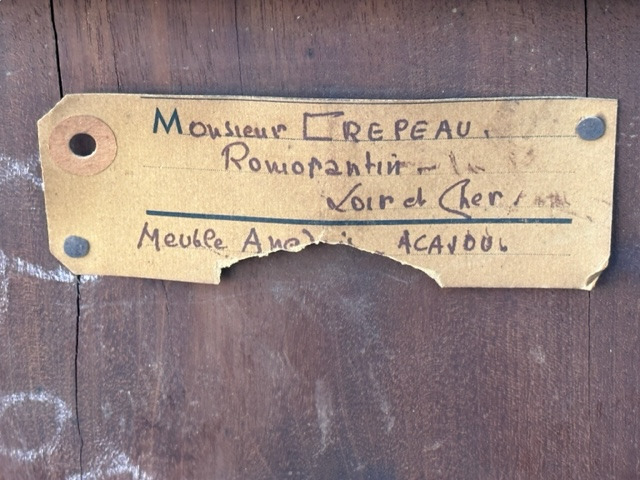 Monsieur CREPEAU.
Romorantin
Loir et Cher
Meuble ACAJOU